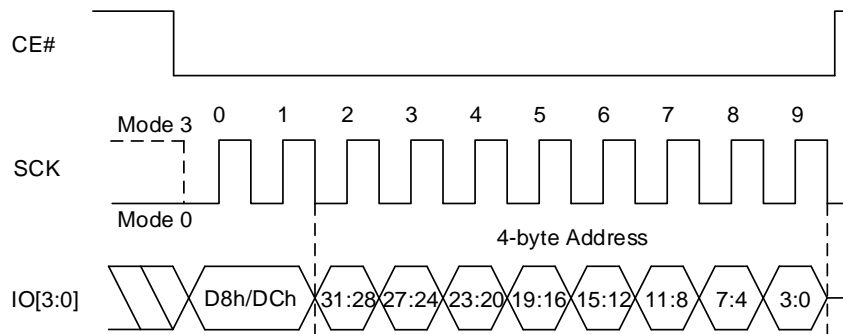 CE#
Mode 3
0 1 2 3 4 5 6 7 8 9
SCK
Mode 0
4-byte Address
IO[3:0]
D8h/DCh 31:28 27:24 23:20 19:16 15:12 11:8 7:4 3:0